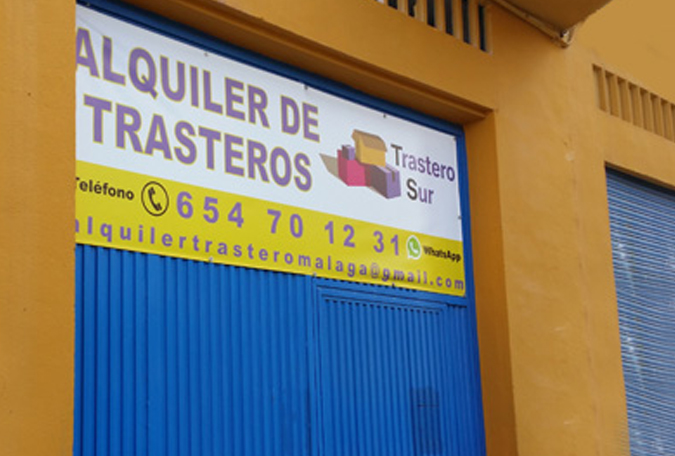 ALQUILER DE
TRASTEROS
Trastero
Sur
Teléfono 654 70 12 31 WhatsApp
alquilertrasteromalaga@gmail.com